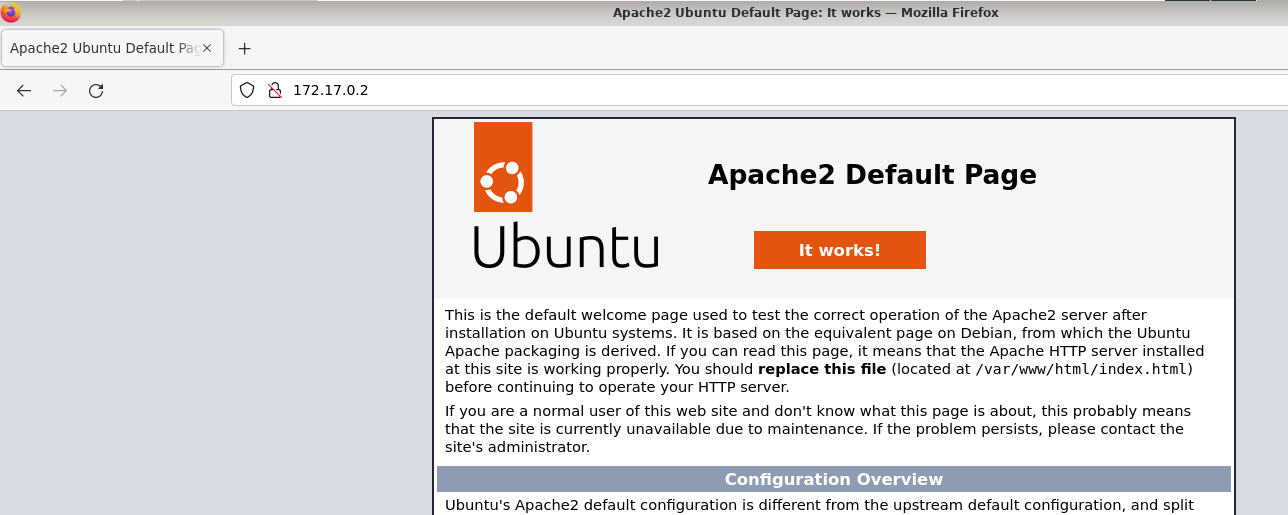 Apache2 Ubuntu Default Page: It works — Mozilla Firefox
Apache2 Ubuntu Default Pag
172.17.0.2
Apache2 Default Page
Ubuntu
It works!
This is the default welcome page used to test the correct operation of the Apache2 server after
installation on Ubuntu systems. It is based on the equivalent page on Debian, from which the Ubuntu
Apache packaging is derived. If you can read this page, it means that the Apache HTTP server installed
at this site is working properly. You should replace this file (located at /var/www/html/index.html)
before continuing to operate your HTTP server.
If you are a normal user of this web site and don't know what this page is about, this probably means
that the site is currently unavailable due to maintenance. If the problem persists, please contact the
site's administrator.
Configuration Overview
Ubuntu's Apache2 default configuration is different from the upstream default configuration, and split